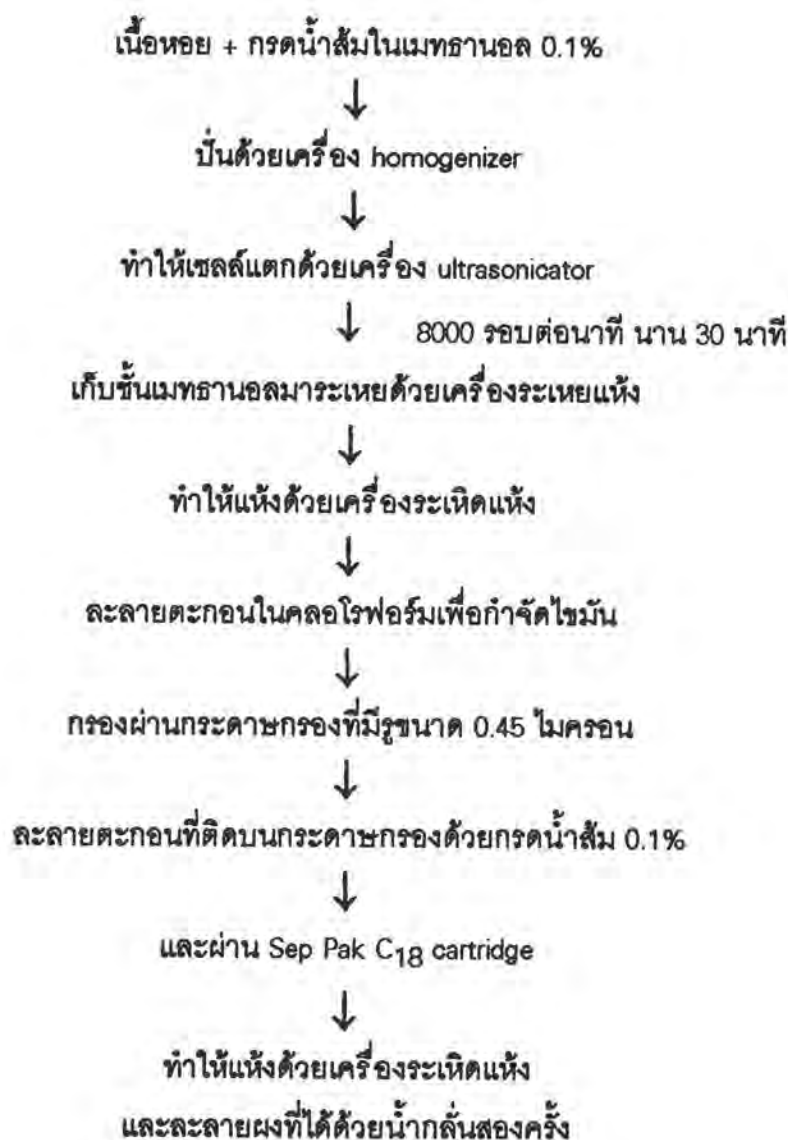 เนื้อหอย + กรดน้ำส้มในเมทธานอล 0.1%
↓
ปั่นด้วยเครื่อง homogenizer
↓
ทำให้เซลล์แตกด้วยเครื่อง ultrasonicator
↓ 8000 รอบต่อนาที นาน 30 นาที
เก็บชั้นเมทธานอลมาระเหยด้วยเครื่องระเหยแห้ง
↓
ทำให้แห้งด้วยเครื่องระเหิดแห้ง
↓
ละลายตะกอนในคลอโรฟอร์มเพื่อกำจัดไขมัน
↓
กรองผ่านกระดาษกรองที่มีรูขนาด 0.45 ไมครอน
↓
ละลายตะกอนที่ติดบนกระดาษกรองด้วยกรดน้ำส้ม 0.1%
↓
และผ่าน Sep Pak C18 cartridge
↓
ทำให้แห้งด้วยเครื่องระเหิดแห้ง
และละลายผงที่ได้ด้วยน้ำกลั่นสองครั้ง